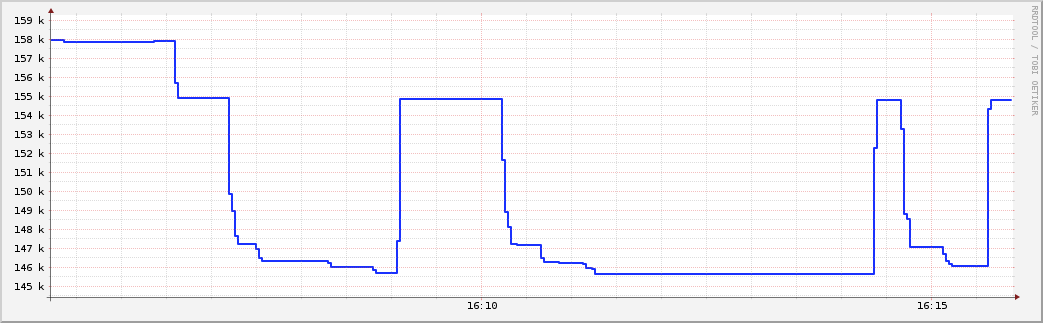 159 k
158 k
157 k
156 k
155 k
154 k
153 k
152 k
151 k
150 k
149 k
148 k
147 k
146 k
145 k
16:10 16:15
RRDTOOL / TOBI OETIKER